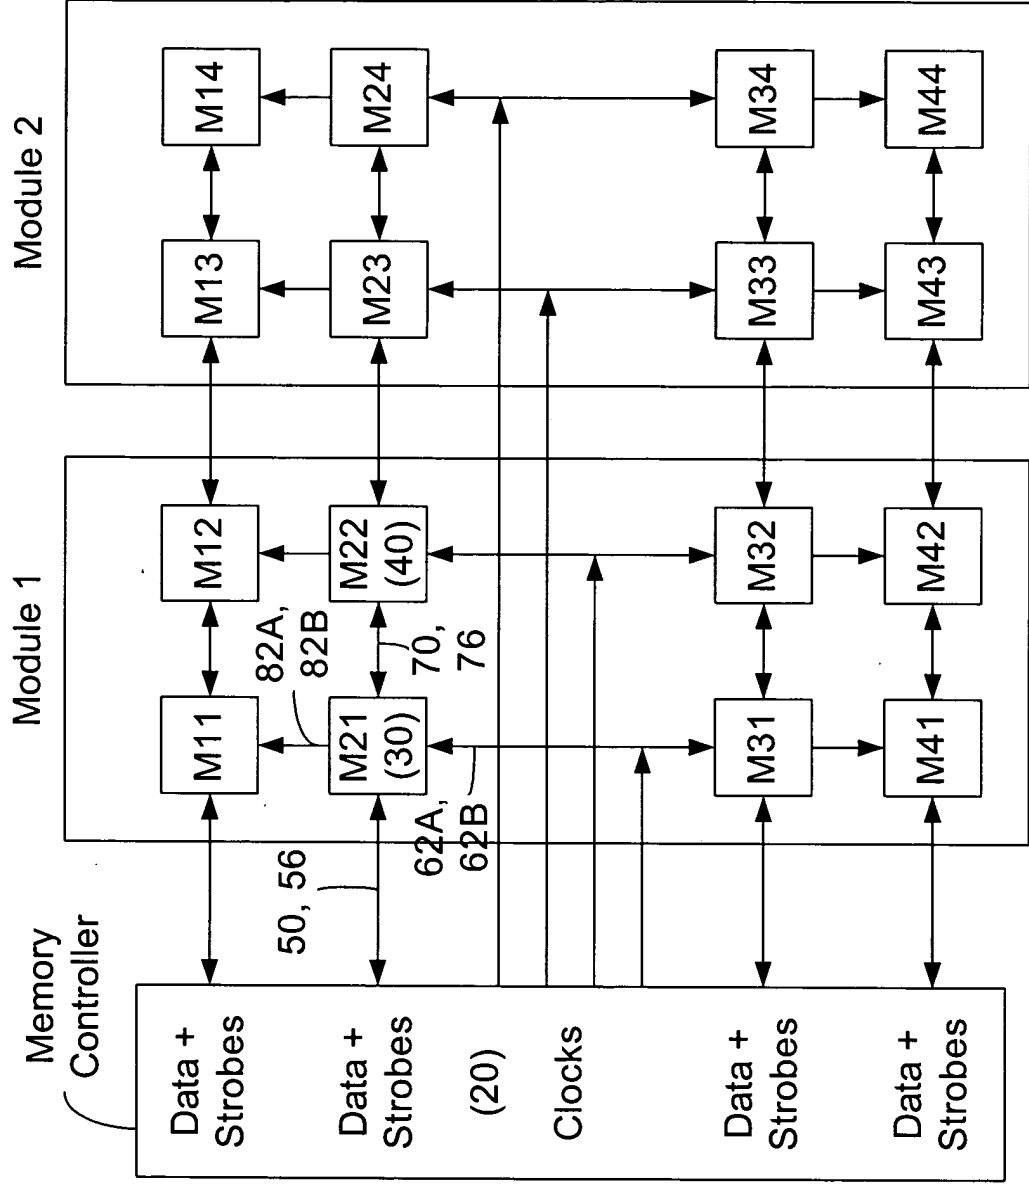 Module 1
Module 2
Memory
Controller
Data +
Strobes
Data +
Strobes
(20)
Clocks
Data +
Strobes
Data +
Strobes
50, 56
62A,
62B
82A,
82B
70,
76
M11
M12
M13
M14
M21
(30)
M22
(40)
M23
M24
M31
M32
M33
M34
M41
M42
M43
M44